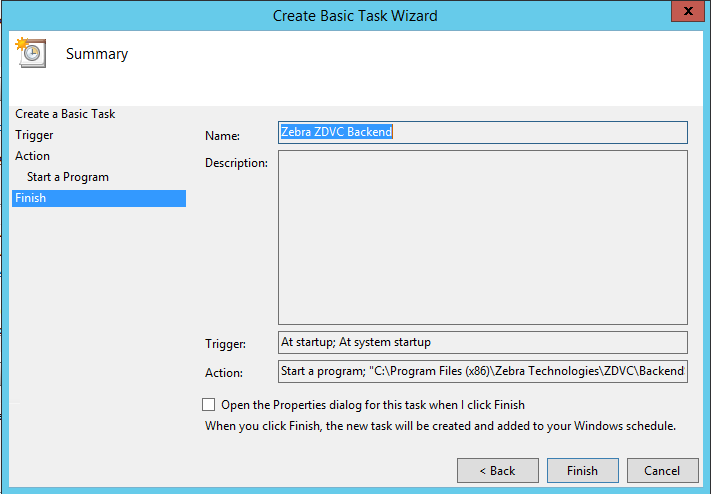 Create Basic Task Wizard
x
Summary
Create a Basic Task
Trigger
Action
Start a Program
Finish
Name:
Zebra ZDVC Backend
Description:
Trigger:
At startup; At system startup
Action:
Start a program; "C:\Program Files (x86)\Zebra Technologies\ZDVC\Backend
Open the Properties dialog for this task when I click Finish
When you click Finish, the new task will be created and added to your Windows schedule.
< Back
Finish
Cancel